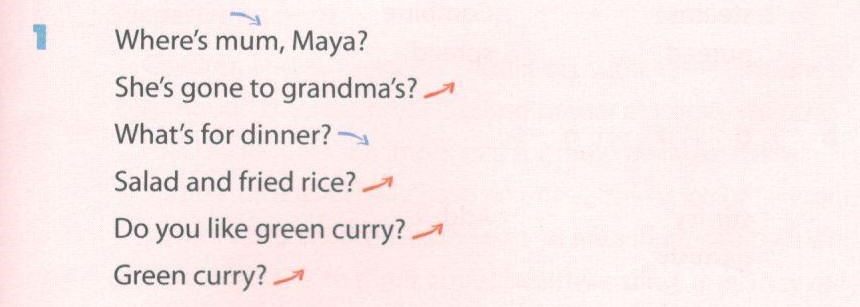 1
Where's mum, Maya?
She's gone to grandma's?
What's for dinner?
Salad and fried rice?
Do you like green curry?
Green curry?